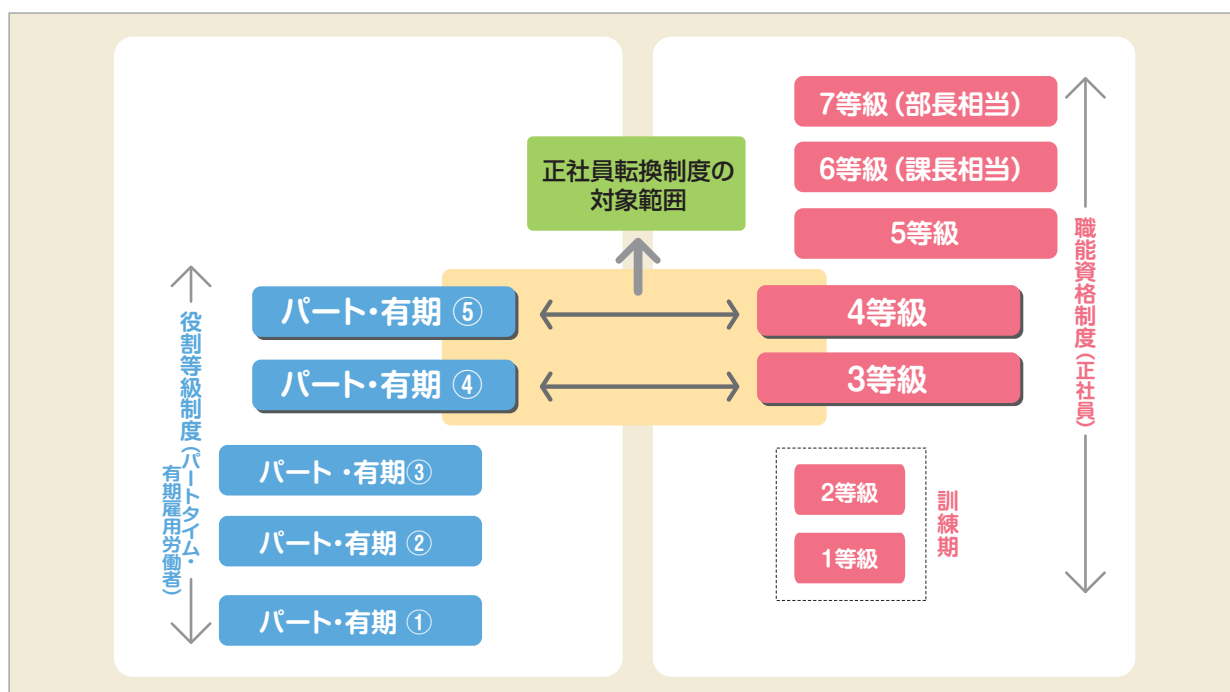 正社員転換制度の
対象範囲
役割等級制度(パートタイム・
有期雇用労働者)
パート・有期 ⑤
パート・有期 ④
パート ・有期③
パート・有期 ②
パート・有期 ①
7等級(部長相当)
6等級(課長相当)
5等級
4等級
3等級
2等級
1等級
訓練期
職能資格制度(正社員)